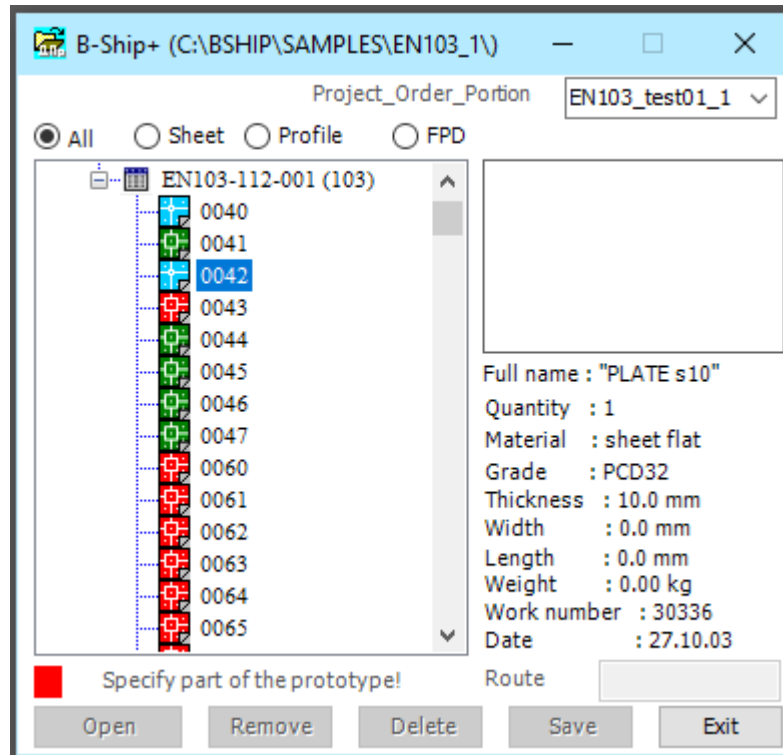 B-Ship+ (C:\BSHIP\SAMPLES\EN103_1\)
Project_Order_Portion EN103_test01_1
All Sheet Profile FPD
EN103-112-001 (103)
0040
0041
0042
0043
0044
0045
0046
0047
0060
0061
0062
0063
0064
0065
Full name : "PLATE s10"
Quantity : 1
Material : sheet flat
Grade : PCD32
Thickness : 10.0 mm
Width : 0.0 mm
Length : 0.0 mm
Weight : 0.00 kg
Work number : 30336
Date : 27.10.03
Specify part of the prototype! Route
Open Remove Delete Save Exit